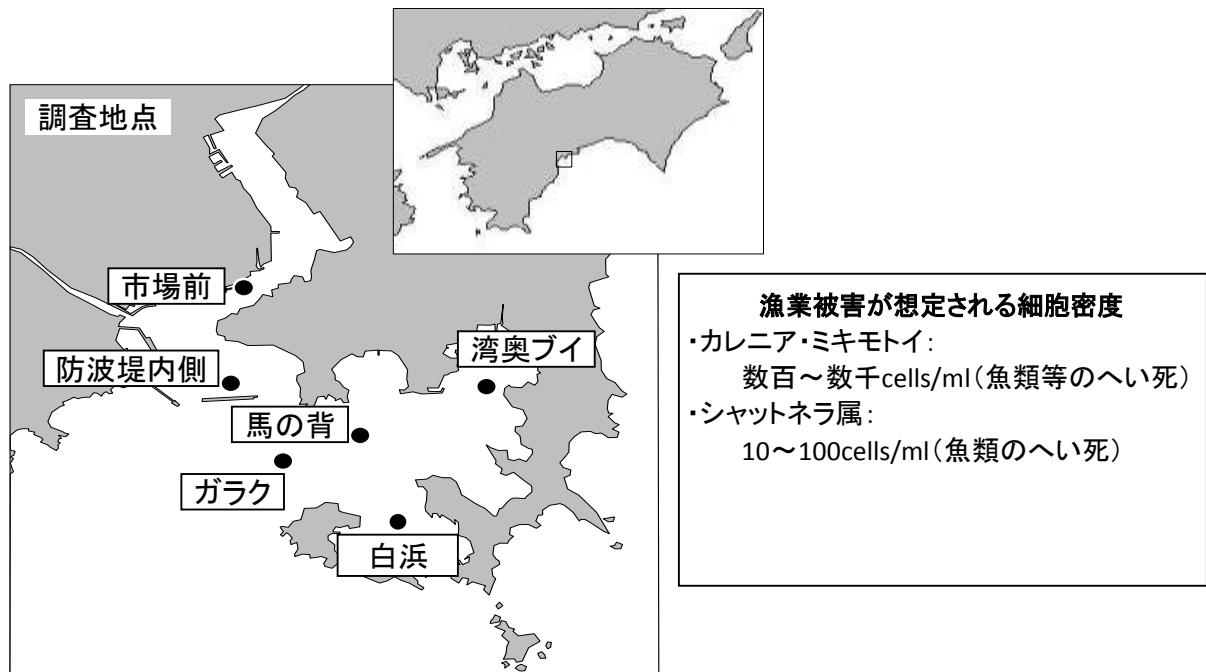 調査地点
市場前
防波堤内側
湾奥ブイ
馬の背
ガラク
白浜
漁業被害が想定される細胞密度
・カレニア・ミキモトイ:
数百～数千cells/ml(魚類等のへい死)
・シャットネラ属:
10～100cells/ml(魚類のへい死)